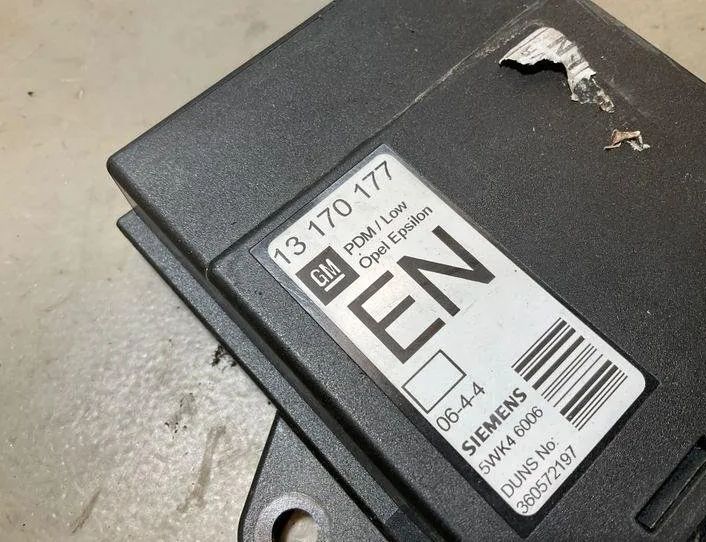 13 170 177
GM
PDM / Low
Opel Epsilon
EN
06-4-4
SIEMENS
5WK4 6006
DUNS No:
360572197